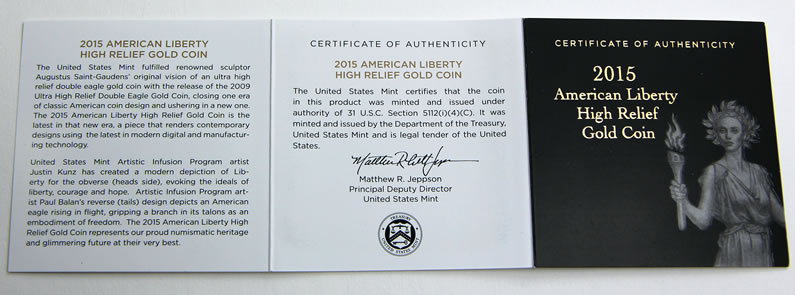 2015 AMERICAN LIBERTY
HIGH RELIEF GOLD COIN
The United States Mint fulfilled renowned sculptor
Augustus Saint-Gaudens' original vision of an ultra high
relief double eagle gold coin with the release of the 2009
Ultra High Relief Double Eagle Gold Coin, closing one era
of classic American coin design and ushering in a new one.
The 2015 American Liberty High Relief Gold Coin is the
latest in that new era, a piece that renders contemporary
designs using the latest in modern digital and manufactur-
ing technology.
United States Mint Artistic Infusion Program artist
Justin Kunz has created a modern depiction of Lib-
erty for the obverse (heads side), evoking the ideals of
liberty, courage and hope. Artistic Infusion Program art-
ist Paul Balan's reverse (tails) design depicts an American
eagle rising in flight, gripping a branch in its talons as an
embodiment of freedom. The 2015 American Liberty High
Relief Gold Coin represents our proud numismatic heritage
and glimmering future at their very best.
CERTIFICATE OF AUTHENTICITY
2015 AMERICAN LIBERTY
HIGH RELIEF GOLD COIN
The United States Mint certifies that the coin
in this product was minted and issued under
authority of 31 U.S.C. Section 5112(i)(4)(C). It was
minted and issued by the Department of the Treasury,
United States Mint and is legal tender of the United
States.
Matthew R. Jeppson
Principal Deputy Director
United States Mint
TREASURY
UNITED STATES MINT
CERTIFICATE OF AUTHENTICITY
2015
American Liberty
High Relief
Gold Coin